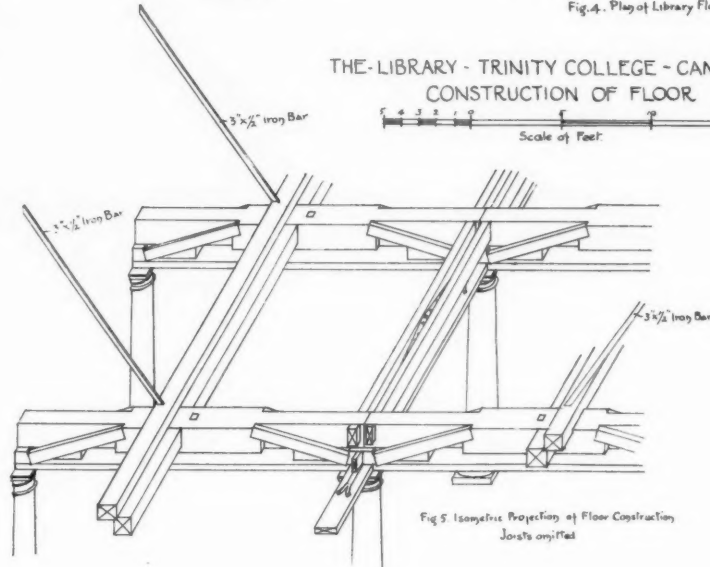 Fig.4. Plan of Library Flo
THE-LIBRARY - TRINITY COLLEGE - CAN
CONSTRUCTION OF FLOOR
5 4 3 2 1 0 5 10
Scale of Feet.
3"x½" Iron Bar
3"x½" Iron Bar
3"x½" Iron Bar
Fig 5. Isometric Projection of Floor Construction
Joists omitted